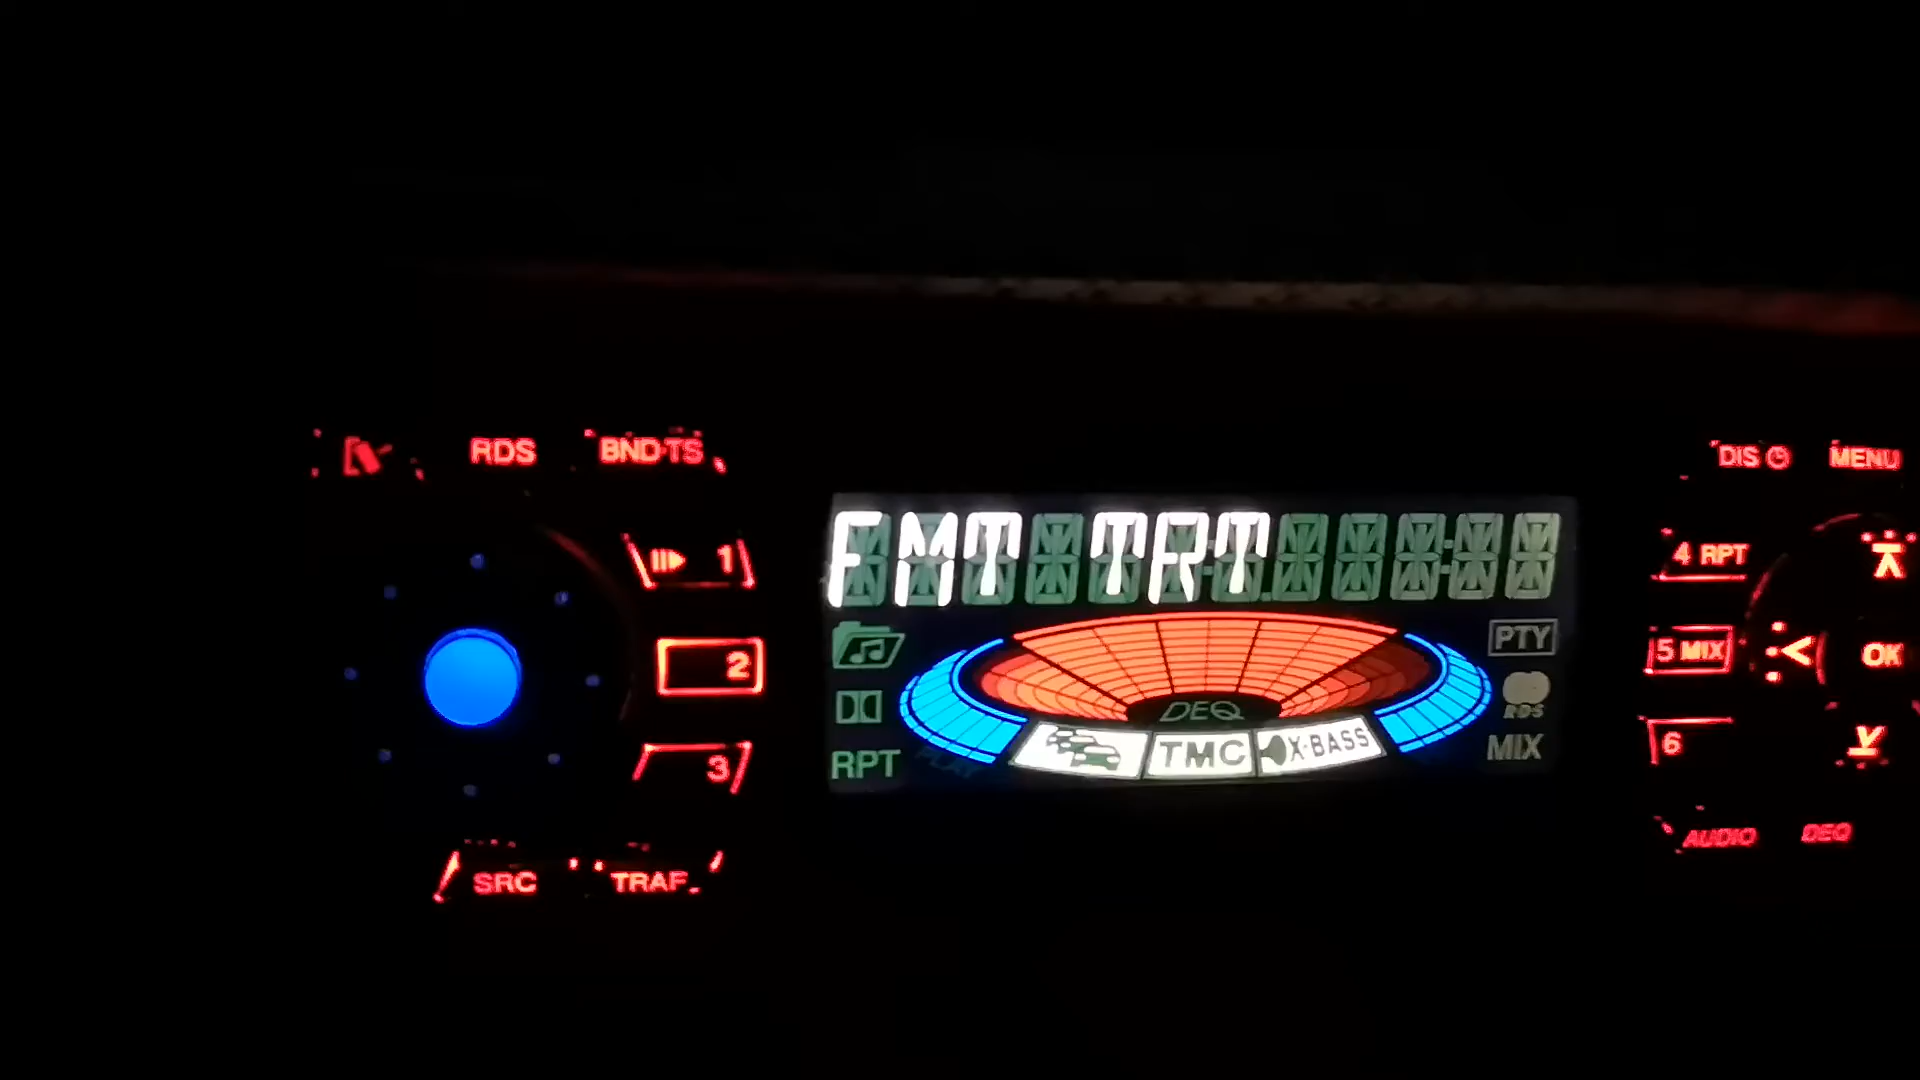 RDS BND·TS DIS MENU
FMT TRT
1 4 RPT
PTY
2 5 MIX < OK
DEQ
RDS
TMC X-BASS MIX
RPT PLAY
3 6
AUDIO DEQ
SRC TRAF